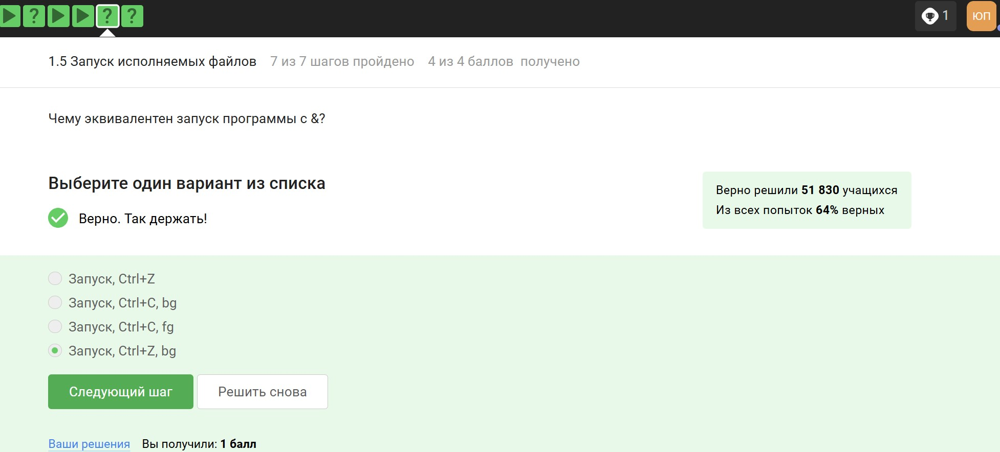 ? ? ? 1 ЮП
1.5 Запуск исполняемых файлов 7 из 7 шагов пройдено 4 из 4 баллов получено
Чему эквивалентен запуск программы с &?
Выберите один вариант из списка
Верно. Так держать!
Верно решили 51 830 учащихся
Из всех попыток 64% верных
Запуск, Ctrl+Z
Запуск, Ctrl+C, bg
Запуск, Ctrl+C, fg
Запуск, Ctrl+Z, bg
Следующий шаг Решить снова
Ваши решения Вы получили: 1 балл